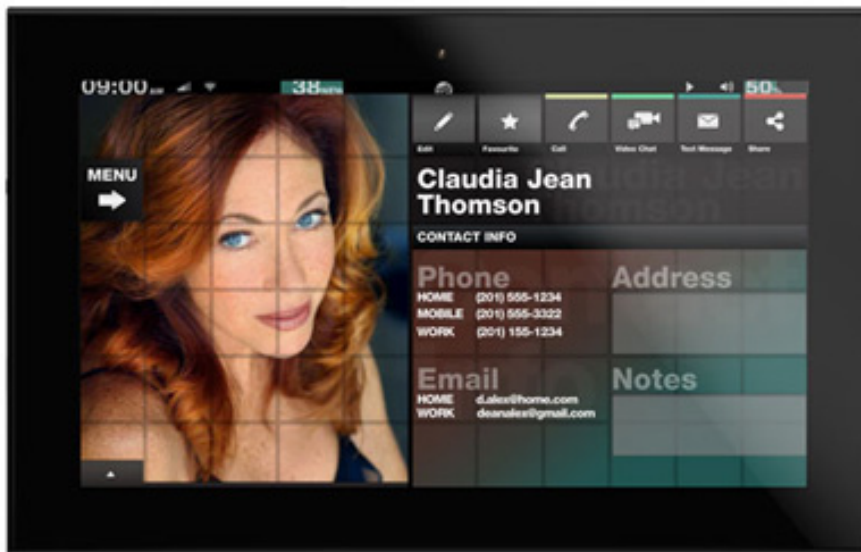 09:00 AM 38 50%
Edit Favourite Call Video Chat Text Message Share
MENU
Claudia Jean
Thomson
CONTACT INFO
Phone
HOME (201) 555-1234
MOBILE (201) 555-3322
WORK (201) 155-1234
Address
Email
HOME d.alex@home.com
WORK deanalex@gmail.com
Notes